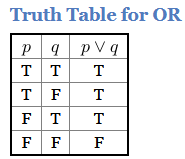 Truth Table for OR
p q p ∨ q
T T T
T F T
F T T
F F F